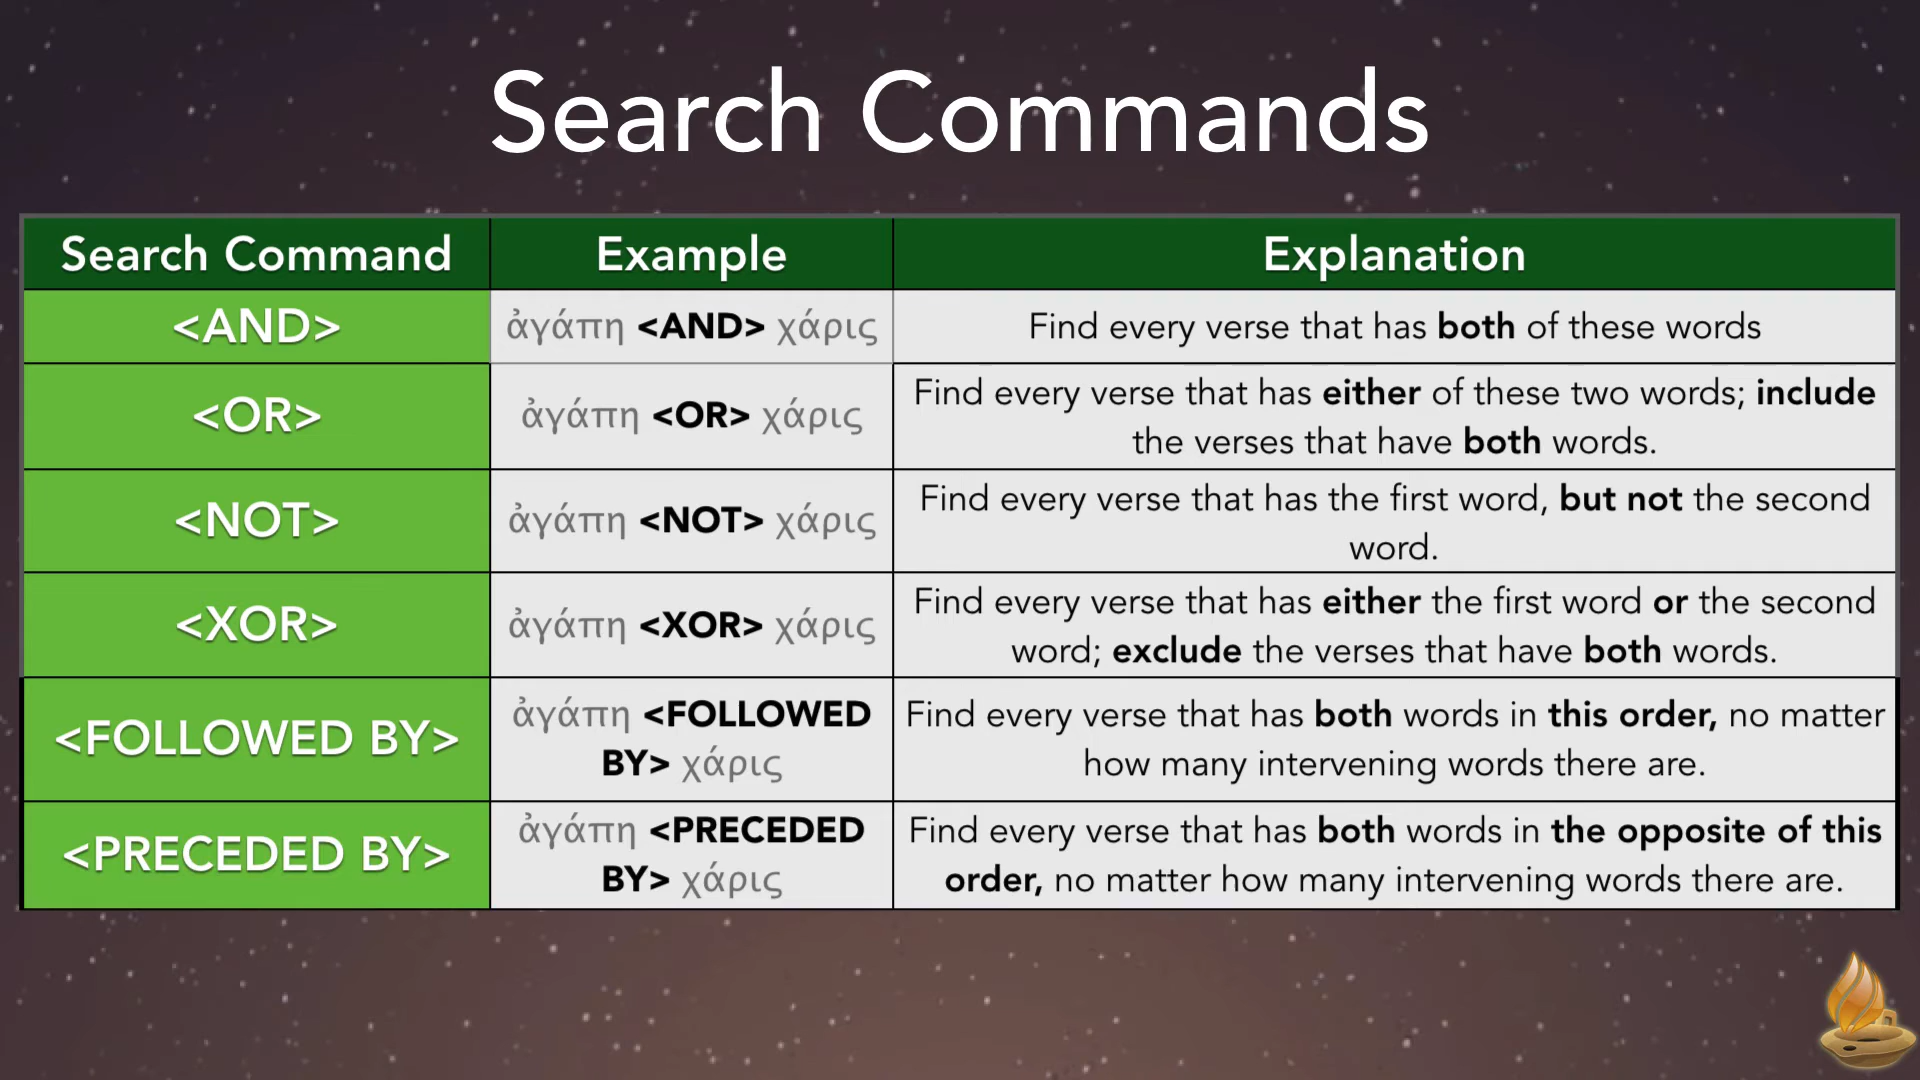 Search Commands
Search Command Example Explanation
<AND> ἀγάπη <AND> χάρις Find every verse that has both of these words
<OR> ἀγάπη <OR> χάρις Find every verse that has either of these two words; include
the verses that have both words.
<NOT> ἀγάπη <NOT> χάρις Find every verse that has the first word, but not the second
word.
<XOR> ἀγάπη <XOR> χάρις Find every verse that has either the first word or the second
word; exclude the verses that have both words.
<FOLLOWED BY> ἀγάπη <FOLLOWED
BY> χάρις Find every verse that has both words in this order, no matter
how many intervening words there are.
<PRECEDED BY> ἀγάπη <PRECEDED
BY> χάρις Find every verse that has both words in the opposite of this
order, no matter how many intervening words there are.